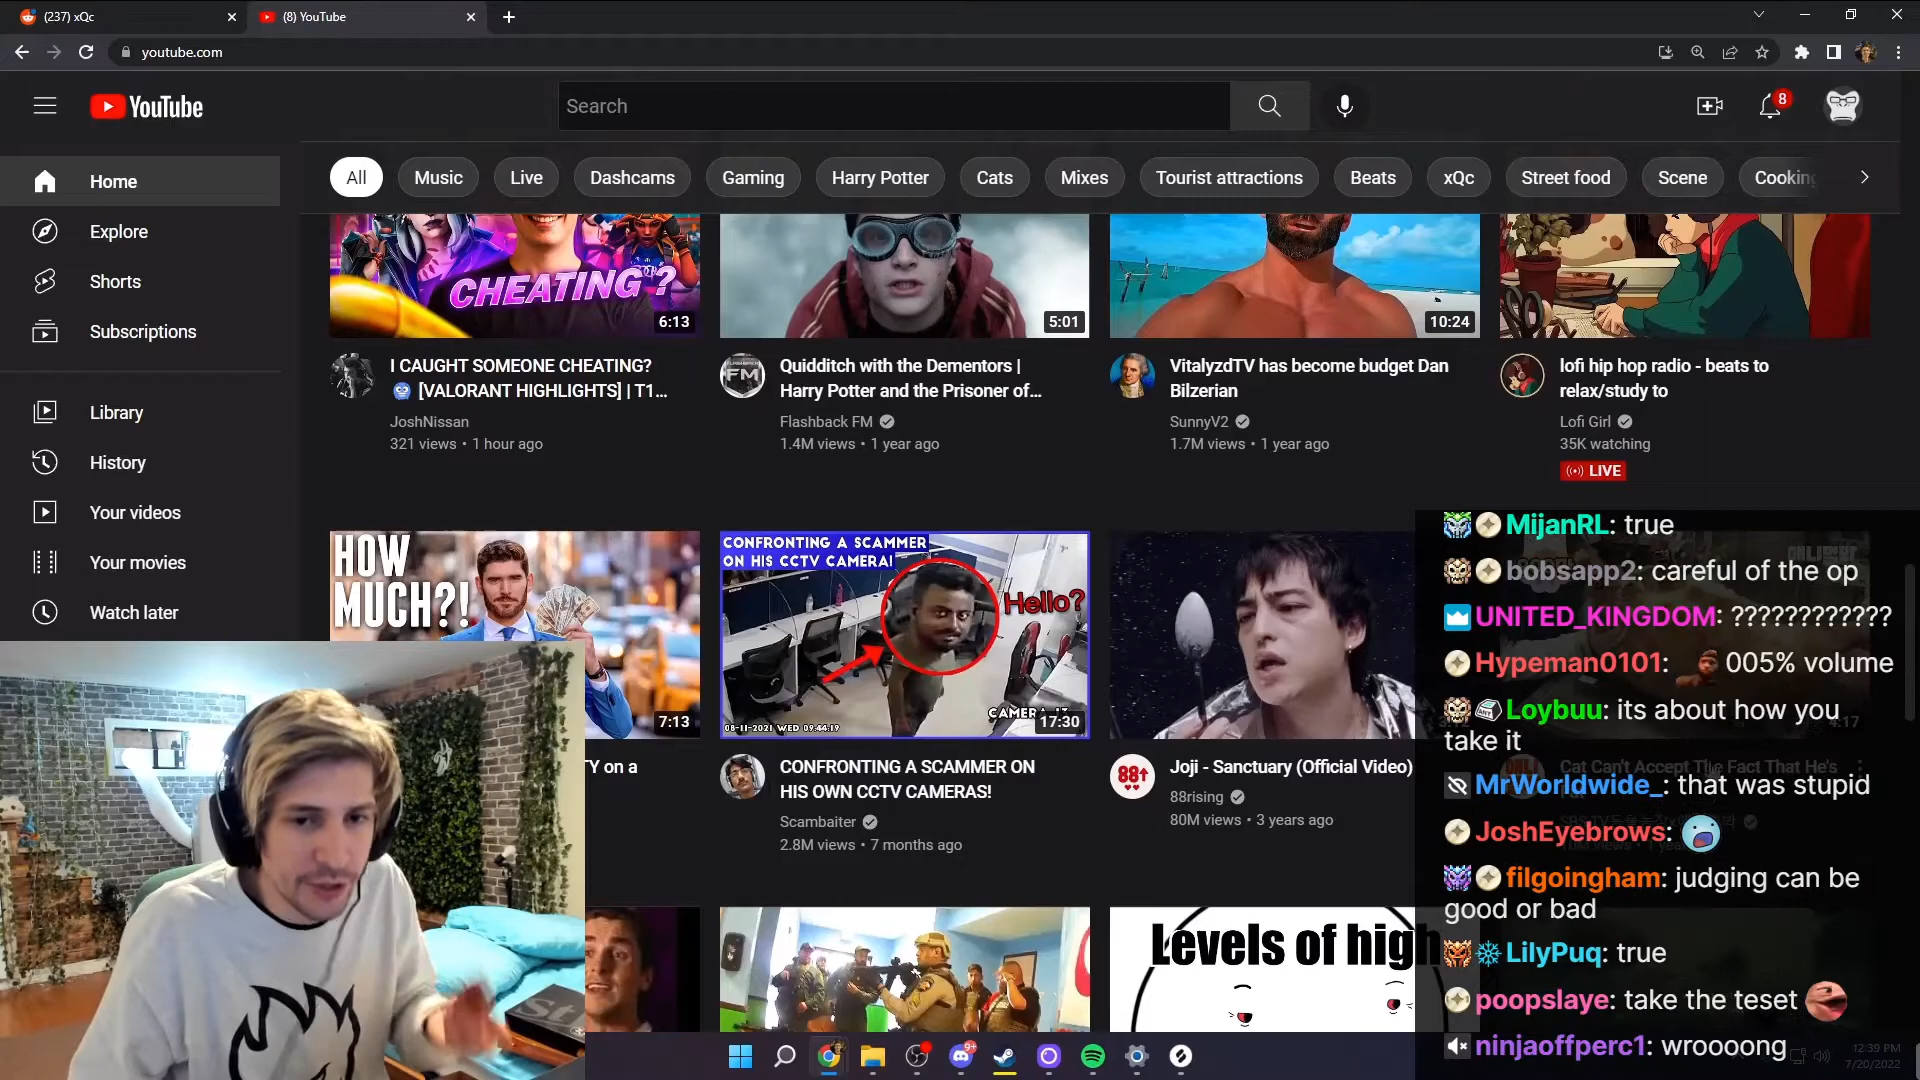 (237) xQc
(8) YouTube
youtube.com
YouTube
Search
8
All
Music
Live
Dashcams
Gaming
Harry Potter
Cats
Mixes
Tourist attractions
Beats
xQc
Street food
Scene
Cooking
Home
Explore
Shorts
Subscriptions
Library
History
Your videos
Your movies
Watch later
CHEATING?
6:13
I CAUGHT SOMEONE CHEATING?
[VALORANT HIGHLIGHTS] | T1...
JoshNissan
321 views • 1 hour ago
5:01
FM
Quidditch with the Dementors |
Harry Potter and the Prisoner of...
Flashback FM
1.4M views • 1 year ago
10:24
VitalyzdTV has become budget Dan
Bilzerian
SunnyV2
1.7M views • 1 year ago
lofi hip hop radio - beats to
relax/study to
Lofi Girl
35K watching
LIVE
HOW
MUCH?!
7:13
TY on a
CONFRONTING A SCAMMER
ON HIS CCTV CAMERA!
Hello?
08-11-2021 WED 09:44:19
CAMERA 13
17:30
CONFRONTING A SCAMMER ON
HIS OWN CCTV CAMERAS!
Scambaiter
2.8M views • 7 months ago
88↑
Joji - Sanctuary (Official Video)
88rising
80M views • 3 years ago
Cat Can't Accept The Fact That He's
Levels of high
MijanRL: true
bobsapp2: careful of the op
UNITED_KINGDOM: ????????????
Hypeman0101: 005% volume
Loybuu: its about how you
take it
MrWorldwide_: that was stupid
JoshEyebrows:
filgoingham: judging can be
good or bad
LilyPuq: true
poopslaye: take the teset
ninjaoffperc1: wroooong
9+
12:39 PM
7/20/2022